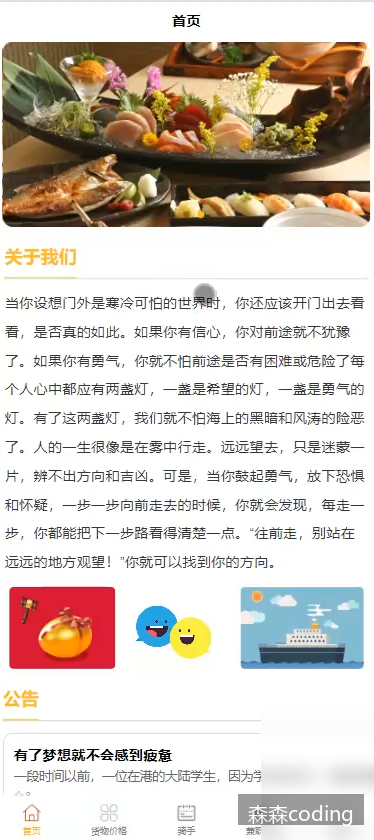 首页
关于我们
当你设想门外是寒冷可怕的世界时，你还应该开门出去看
看，是否真的如此。如果你有信心，你对前途就不犹豫
了。如果你有勇气，你就不怕前途是否有困难或危险了每
个人心中都应有两盏灯，一盏是希望的灯，一盏是勇气的
灯。有了这两盏灯，我们就不怕海上的黑暗和风涛的险恶
了。人的一生很像是在雾中行走。远远望去，只是迷蒙一
片，辨不出方向和吉凶。可是，当你鼓起勇气，放下恐惧
和怀疑，一步一步向前走去的时候，你就会发现，每走一
步，你都能把下一步路看得清楚一点。“往前走，别站在
远远的地方观望！”你就可以找到你的方向。
公告
有了梦想就不会感到疲惫
一段时间以前，一位在港的大陆学生，因为学
首页 货物价格 骑手
森森coding